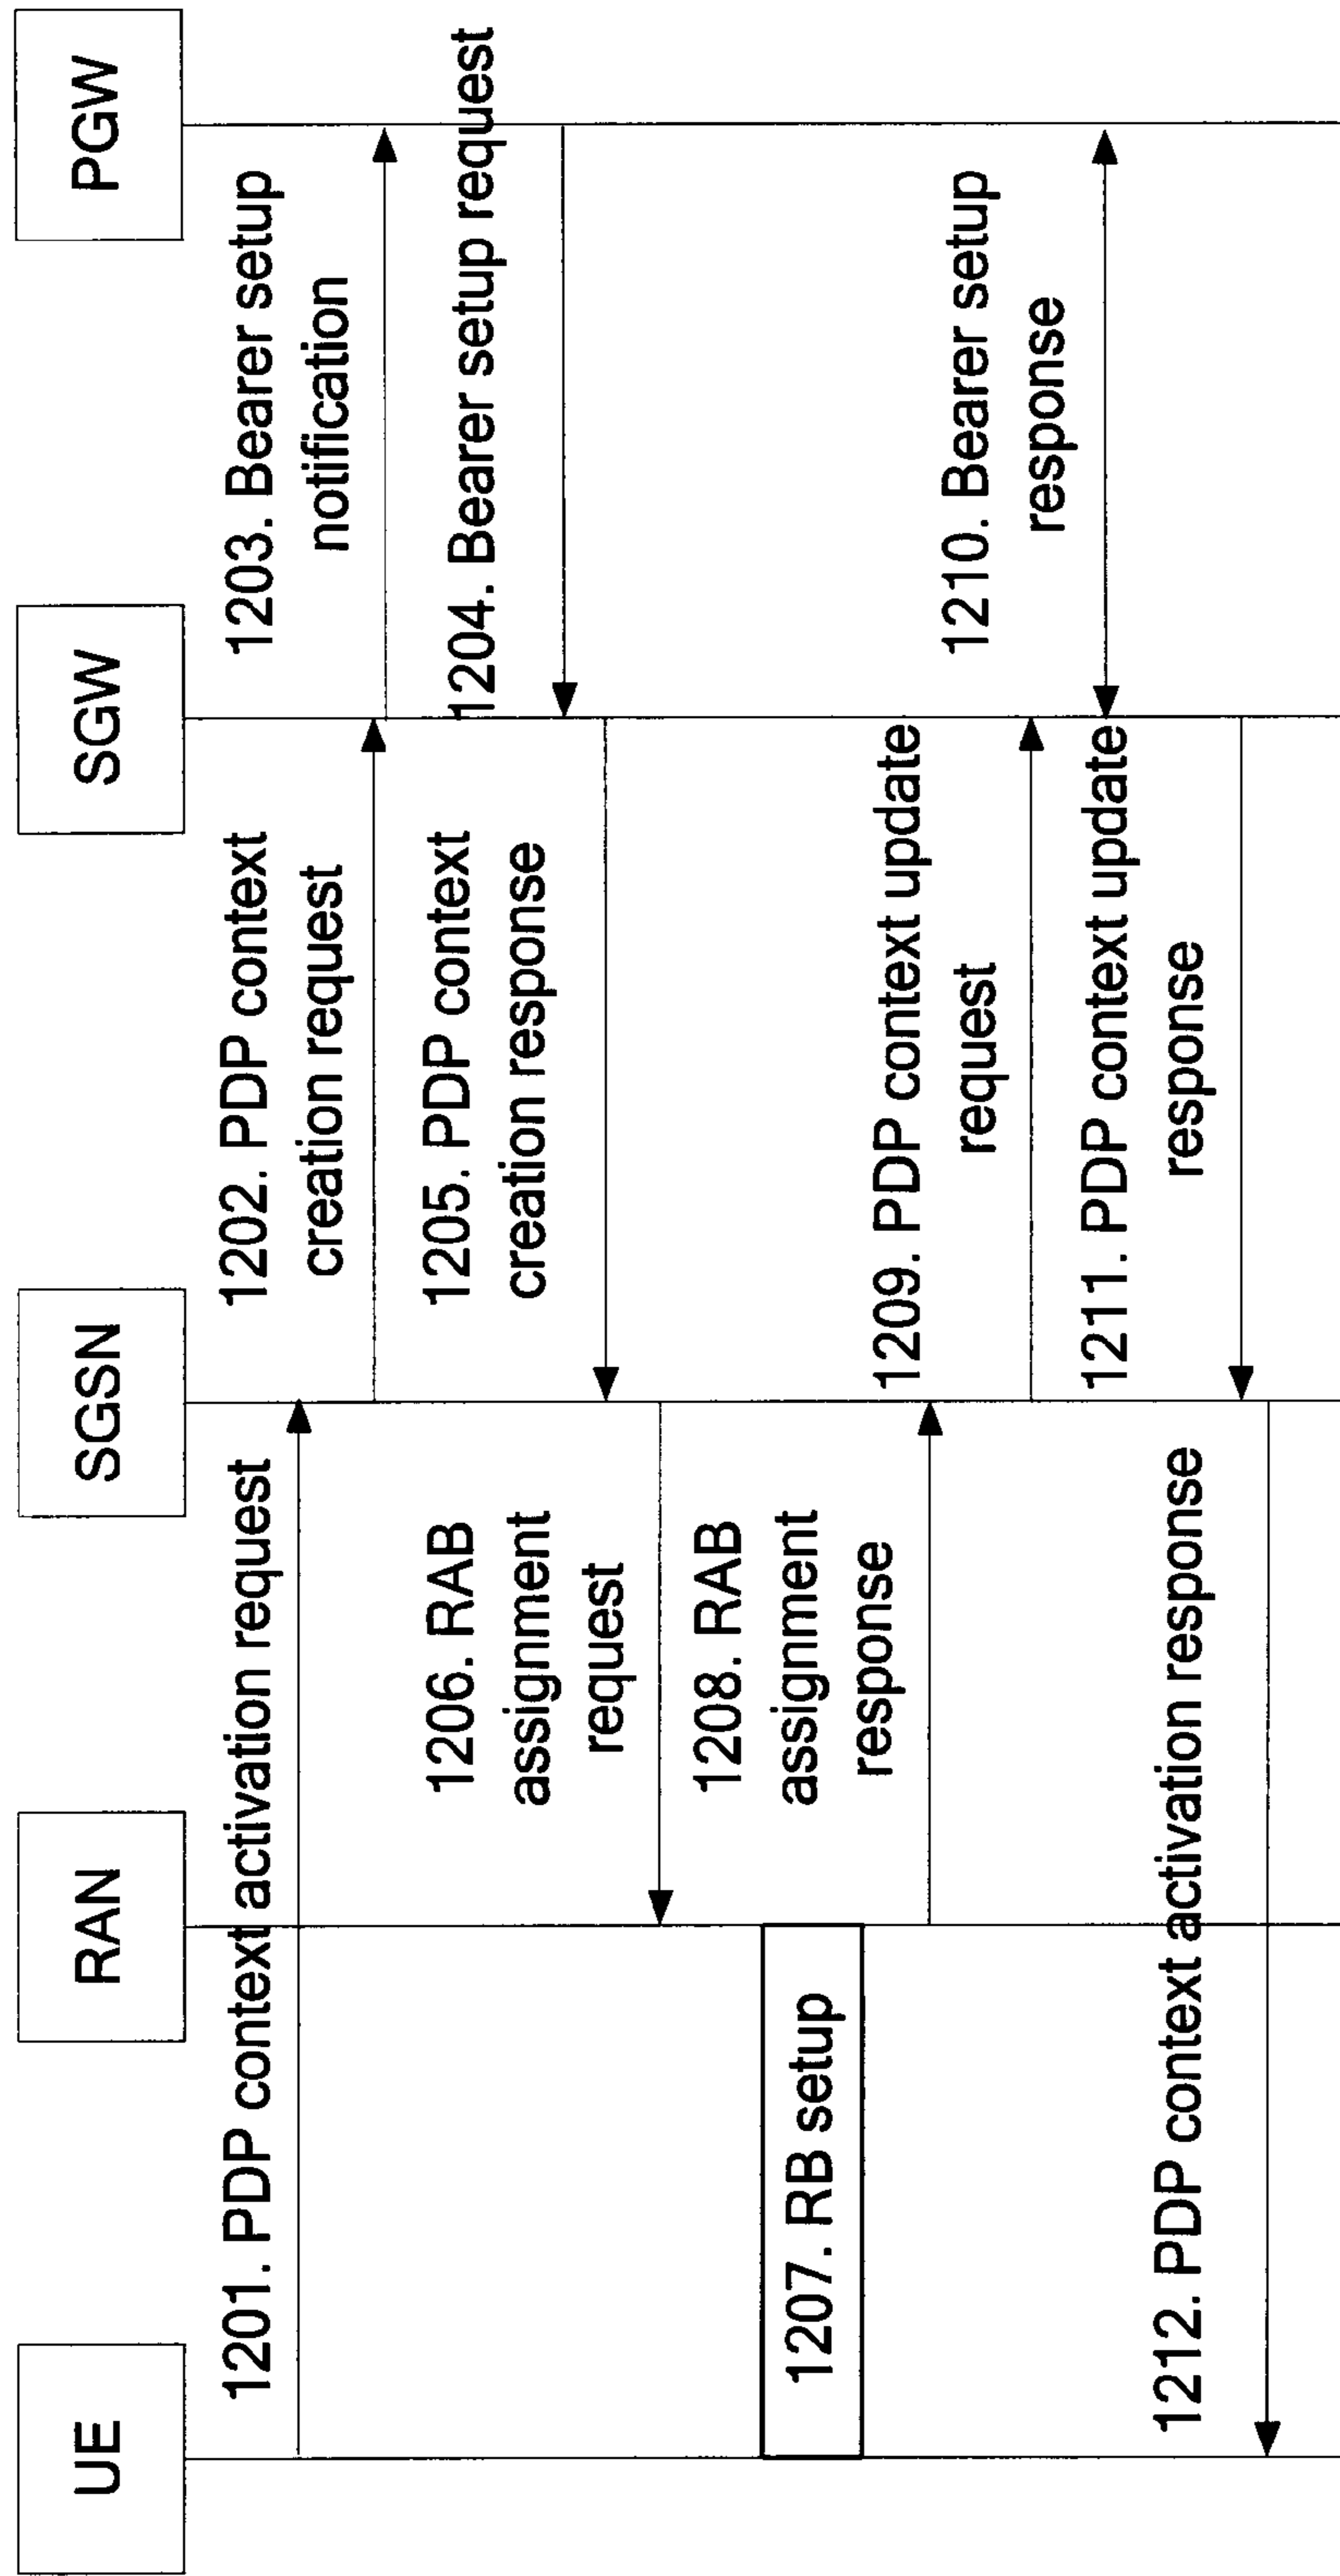 UE
RAN
SGSN
SGW
PGW
1201. PDP context activation request
1202. PDP context
creation request
1203. Bearer setup
notification
1204. Bearer setup request
1205. PDP context
creation response
1206. RAB
assignment
request
1207. RB setup
1208. RAB
assignment
response
1209. PDP context update
request
1210. Bearer setup
response
1211. PDP context update
response
1212. PDP context activation response